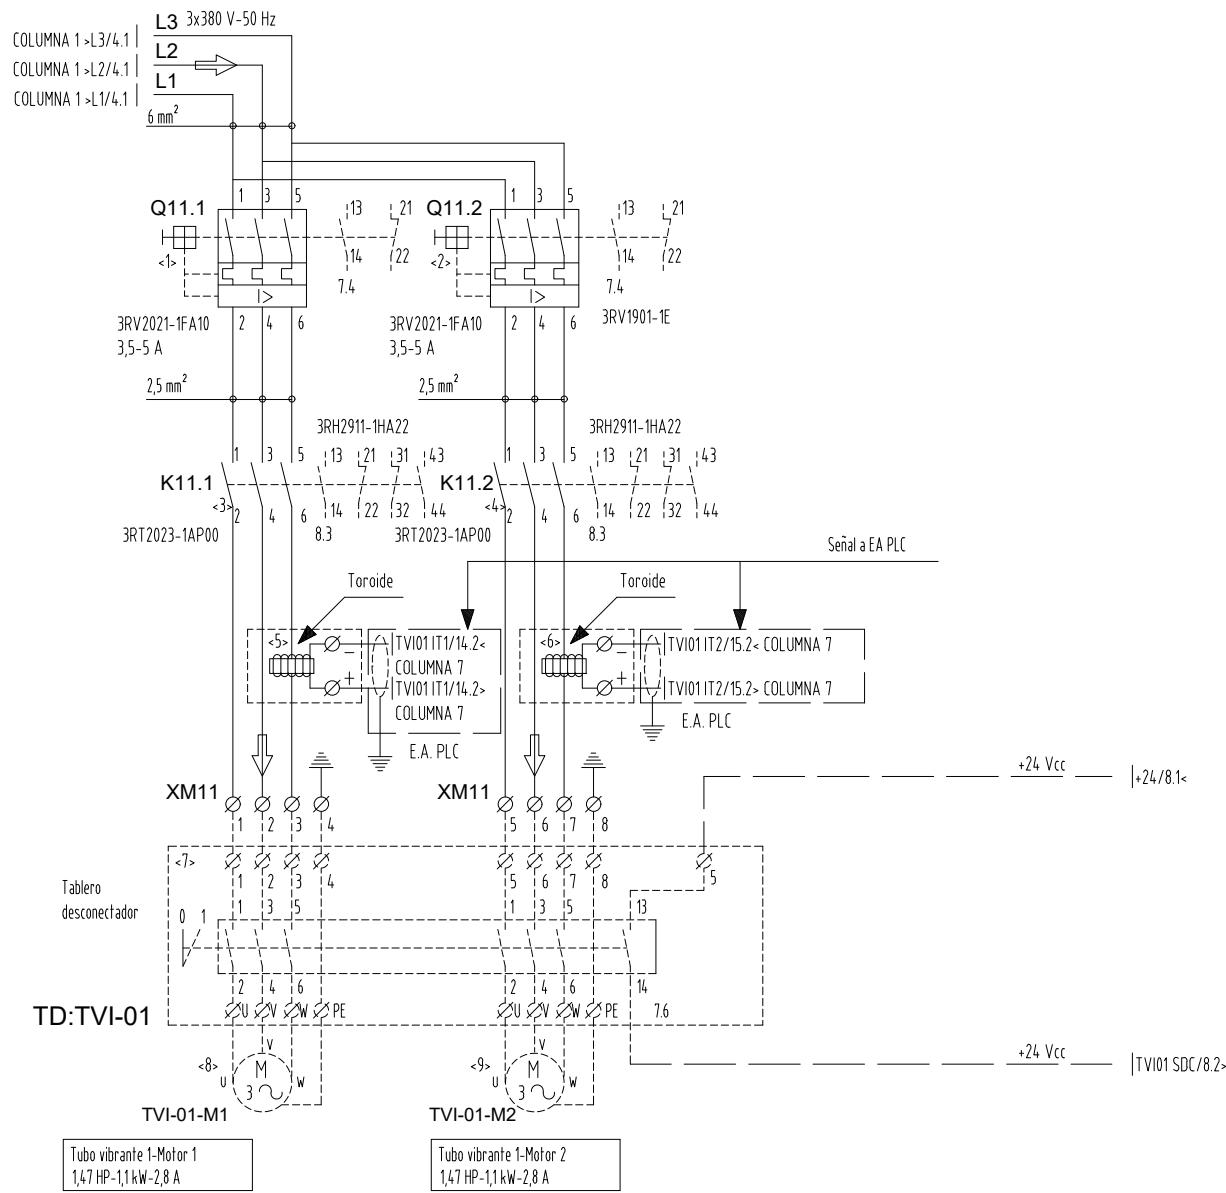 L3 3x380 V-50 Hz
COLUMNA 1 >L3/4.1
L2
COLUMNA 1 >L2/4.1
L1
COLUMNA 1 >L1/4.1
6 mm²
1 3 5 1 3 5
Q11.1 13 21 Q11.2 13 21
<1> 14 22 <2> 14 22
7.4 7.4
I> I>
2 4 6 2 4 6
3RV2021-1FA10 3RV2021-1FA10 3RV1901-1E
3,5-5 A 3,5-5 A
2,5 mm² 2,5 mm²
3RH2911-1HA22 3RH2911-1HA22
1 3 5 13 21 31 43 1 3 5 13 21 31 43
K11.1 K11.2
<3> 2 4 6 14 22 32 44 <4> 2 4 6 14 22 32 44
3RT2023-1AP00 8.3 3RT2023-1AP00 8.3
Señal a EA PLC
Toroide Toroide
<5> - TVI01 IT1/14.2< <6> - TVI01 IT2/15.2< COLUMNA 7
COLUMNA 7
+ TVI01 IT1/14.2> + TVI01 IT2/15.2> COLUMNA 7
COLUMNA 7
E.A. PLC E.A. PLC
+24 Vcc +24/8.1<
XM11 XM11
1 2 3 4 5 6 7 8
<7>
1 2 3 4 5 6 7 8 5
Tablero
desconectador
0 1 1 3 5 1 3 5 13
2 4 6 2 4 6 14
TD:TVI-01 U V W PE U V W PE 7.6
+24 Vcc TVI01 SDC/8.2>
<8> U V W <9> U V W
M M
3 3
TVI-01-M1 TVI-01-M2
Tubo vibrante 1-Motor 1
1,47 HP-1,1 kW-2,8 A
Tubo vibrante 1-Motor 2
1,47 HP-1,1 kW-2,8 A